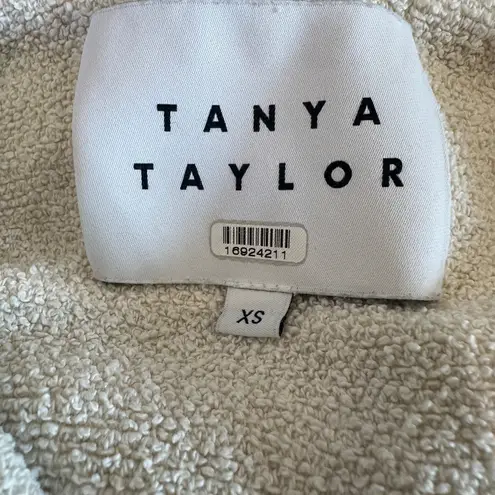 TANYA
TAYLOR
16924211
XS